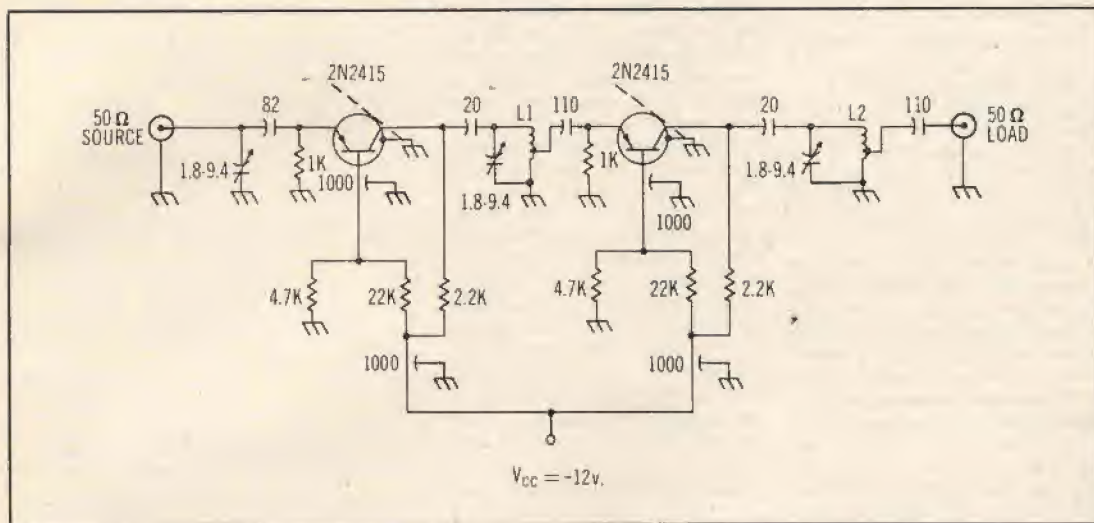 2N2415
2N2415
50 Ω
SOURCE
82
20
L1
110
20
L2
110
50 Ω
LOAD
1.8-9.4
1K
1000
1.8-9.4
1K
1000
1.8-9.4
4.7K
22K
2.2K
4.7K
22K
2.2K
1000
1000
VCC = -12v.